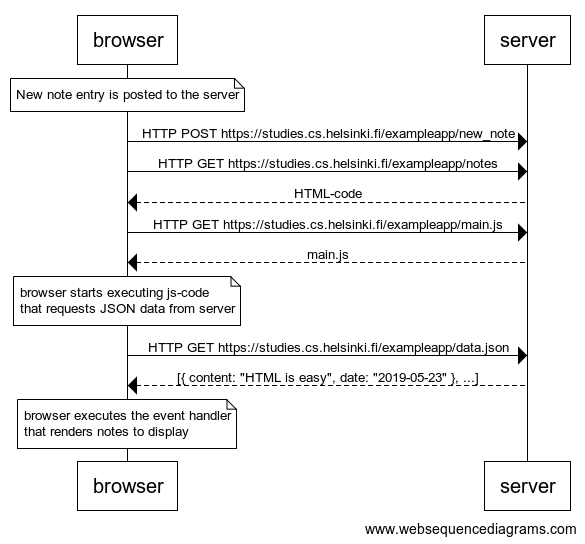 browser server
New note entry is posted to the server
HTTP POST https://studies.cs.helsinki.fi/exampleapp/new_note
HTTP GET https://studies.cs.helsinki.fi/exampleapp/notes
HTML-code
HTTP GET https://studies.cs.helsinki.fi/exampleapp/main.js
main.js
browser starts executing js-code
that requests JSON data from server
HTTP GET https://studies.cs.helsinki.fi/exampleapp/data.json
[{ content: "HTML is easy", date: "2019-05-23" }, ...]
browser executes the event handler
that renders notes to display
browser server
www.websequencediagrams.com